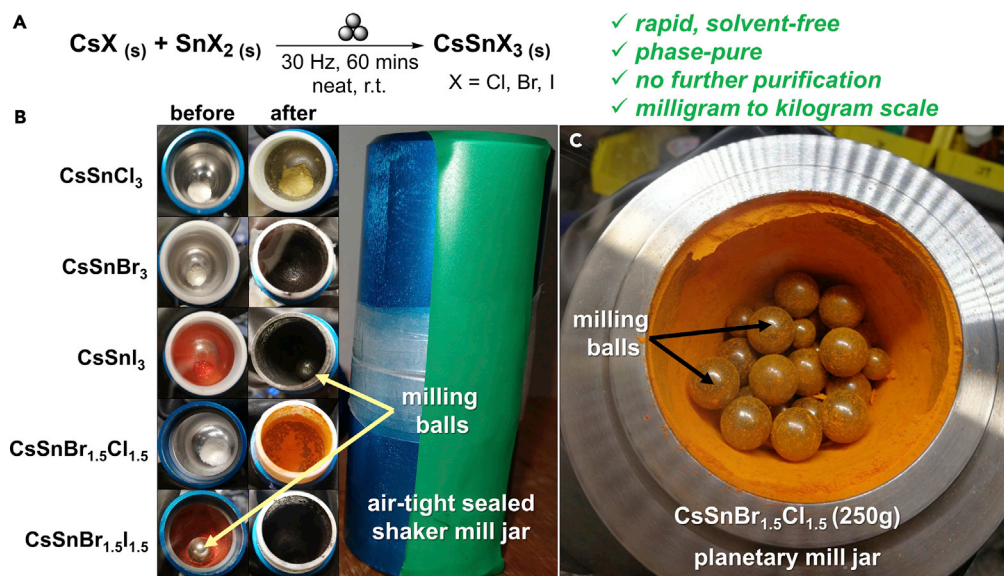 A
CsX (s) + SnX2 (s)
30 Hz, 60 mins
neat, r.t.
CsSnX3 (s)
X = Cl, Br, I
✓ rapid, solvent-free
✓ phase-pure
✓ no further purification
✓ milligram to kilogram scale
B
before
after
CsSnCl3
CsSnBr3
CsSnI3
CsSnBr1.5Cl1.5
CsSnBr1.5I1.5
milling
balls
air-tight sealed
shaker mill jar
C
milling
balls
CsSnBr1.5Cl1.5 (250g)
planetary mill jar